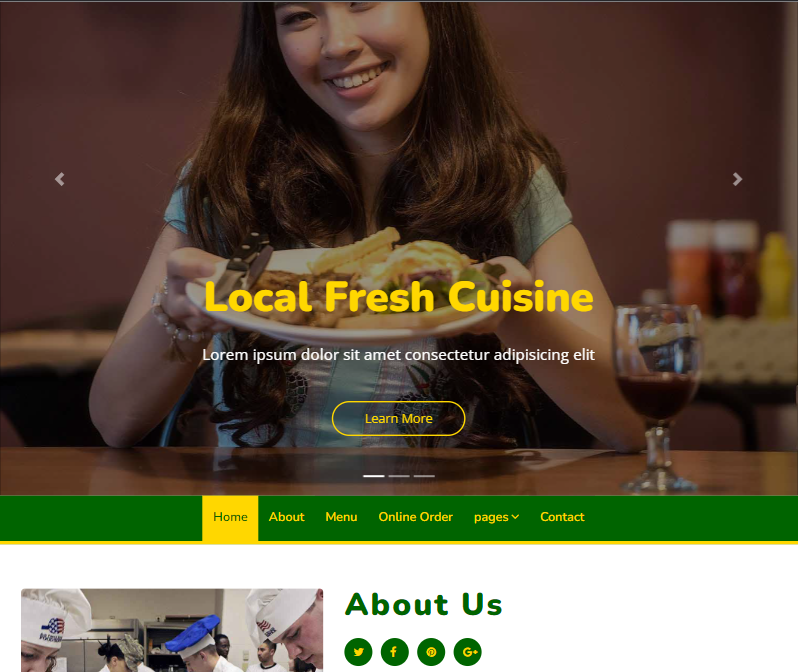 Local Fresh Cuisine
Lorem ipsum dolor sit amet consectetur adipisicing elit
Learn More
Home About Menu Online Order pages Contact
About Us